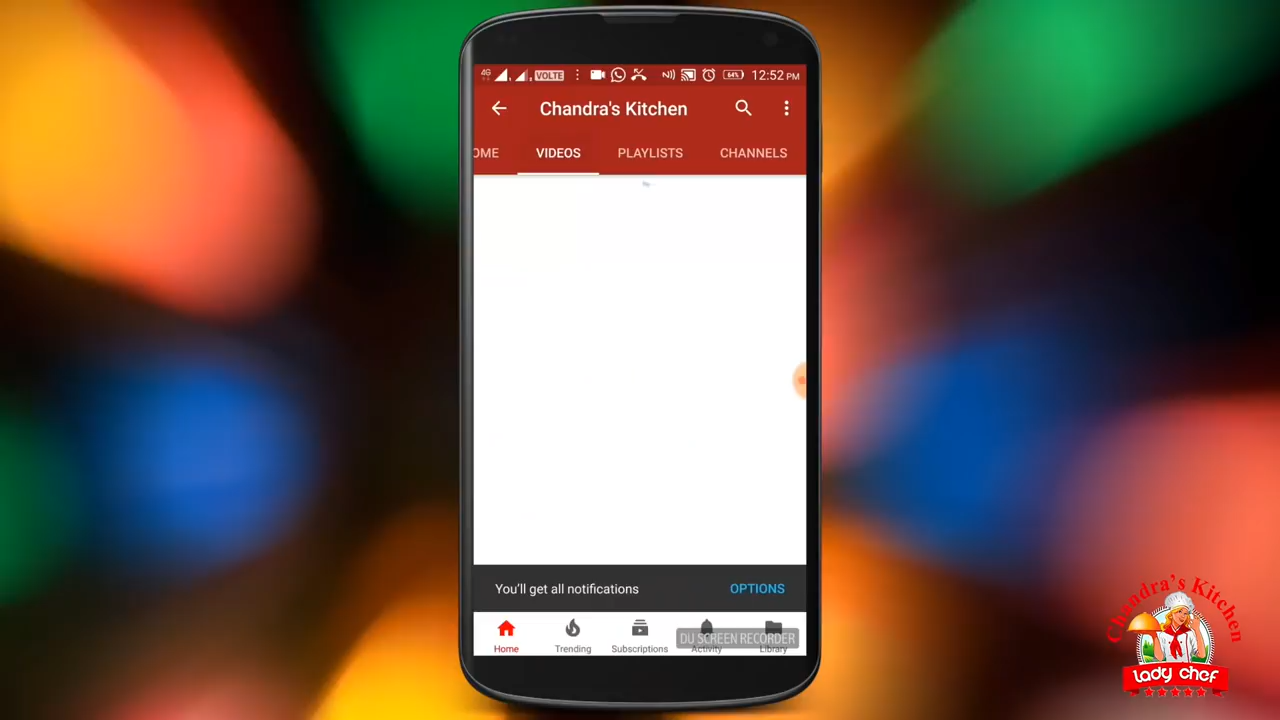 4G VOLTE 64% 12:52 PM
Chandra's Kitchen
OME VIDEOS PLAYLISTS CHANNELS
You'll get all notifications OPTIONS
DU SCREEN RECORDER
Home Trending Subscriptions Activity Library
Chandra's Kitchen
Lady Chef